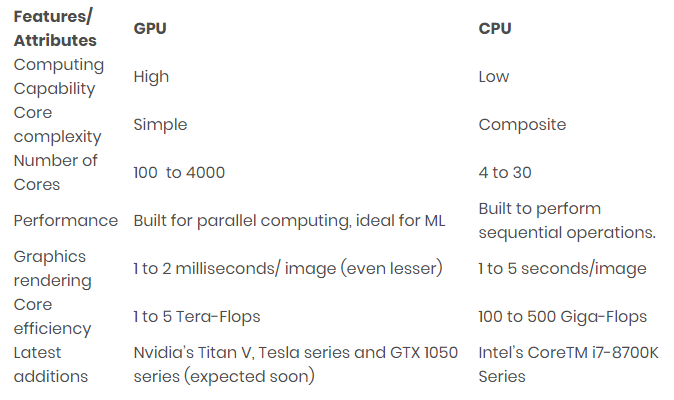 Features/ Attributes GPU CPU
Computing Capability High Low
Core complexity Simple Composite
Number of Cores 100 to 4000 4 to 30
Performance Built for parallel computing, ideal for ML Built to perform sequential operations.
Graphics rendering 1 to 2 milliseconds/ image (even lesser) 1 to 5 seconds/image
Core efficiency 1 to 5 Tera-Flops 100 to 500 Giga-Flops
Latest additions Nvidia's Titan V, Tesla series and GTX 1050 series (expected soon) Intel's CoreTM i7-8700K Series